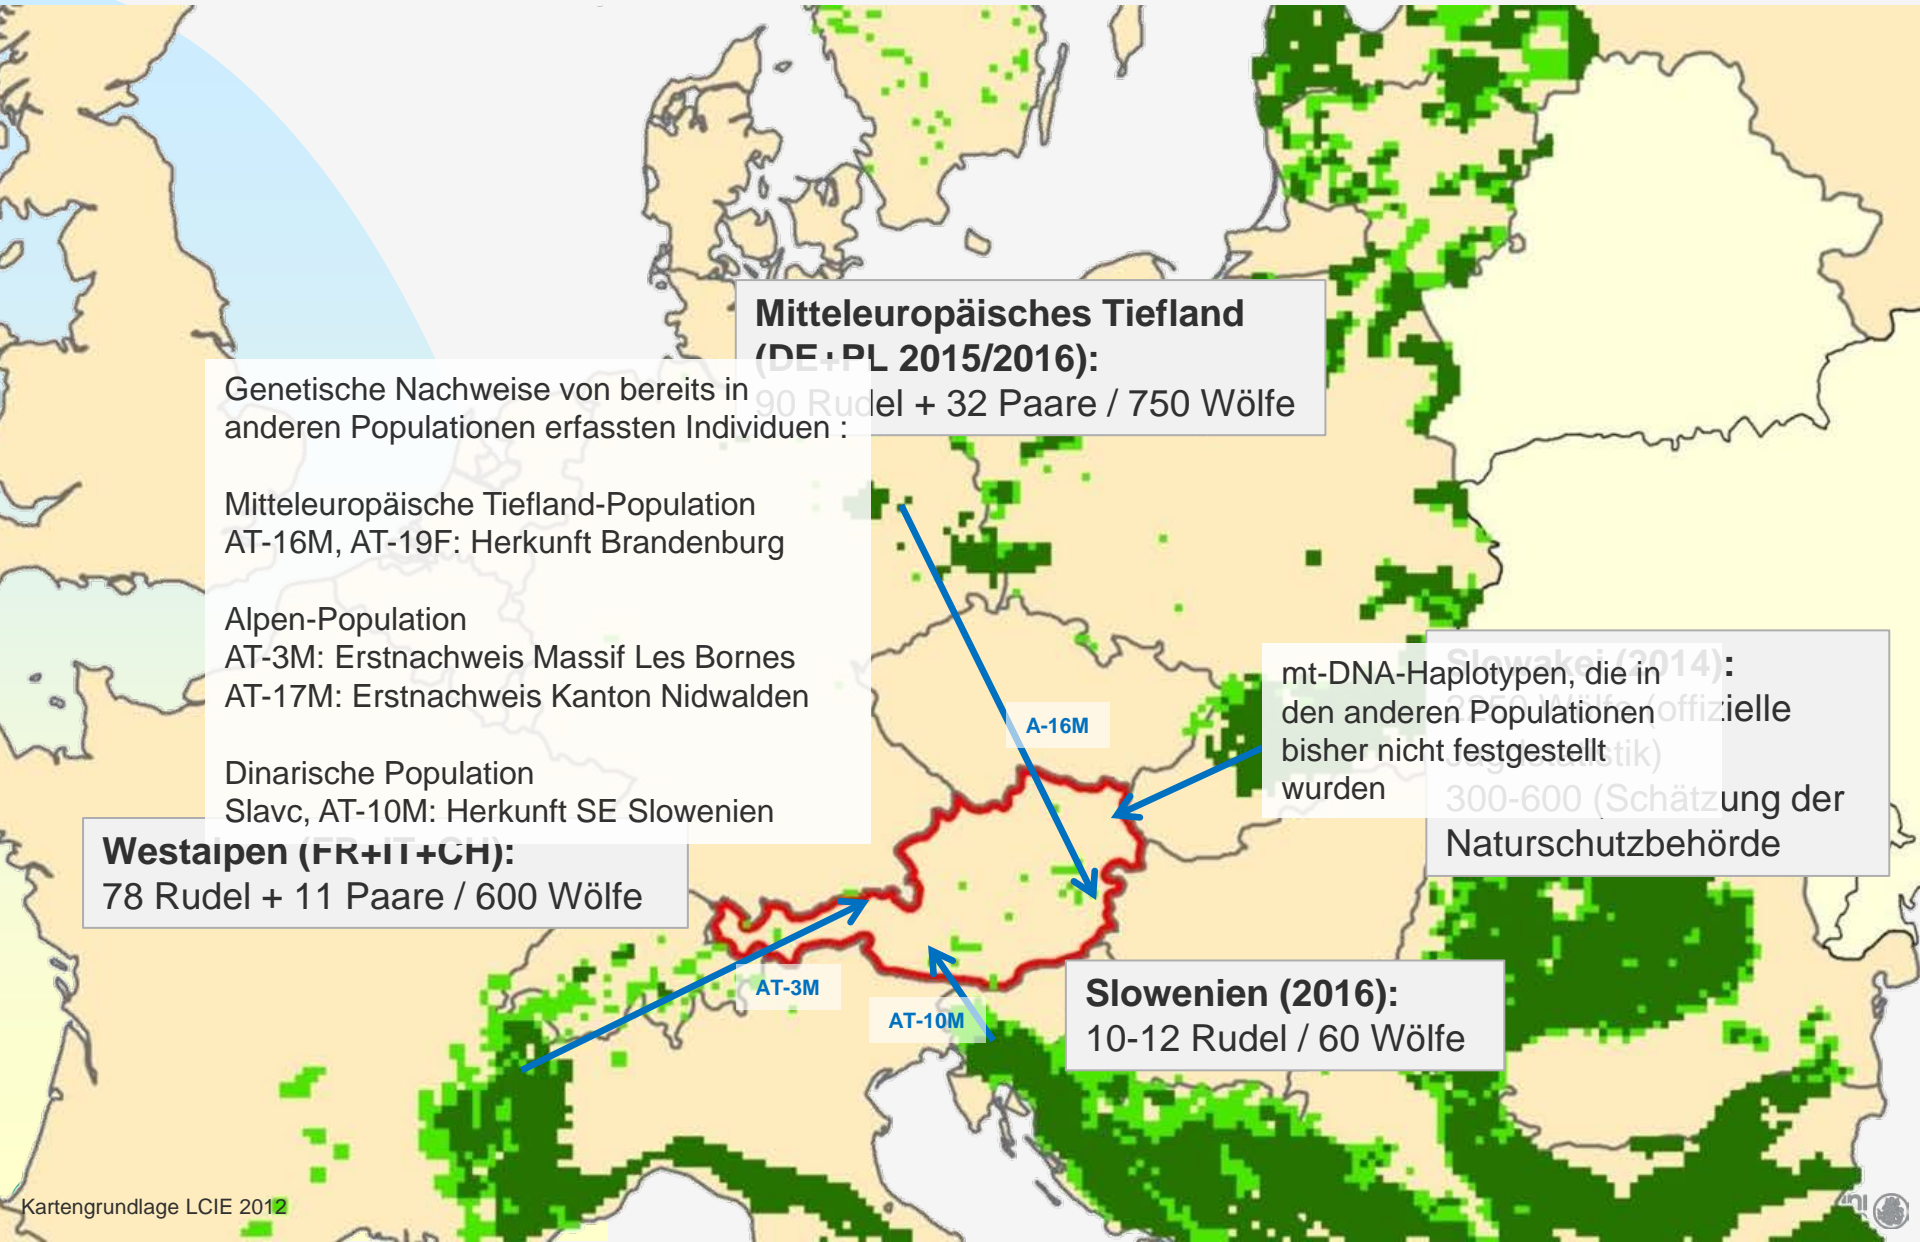 Mitteleuropäisches Tiefland
(DE+PL 2015/2016):
90 Rudel + 32 Paare / 750 Wölfe
Genetische Nachweise von bereits in
anderen Populationen erfassten Individuen :
Mitteleuropäische Tiefland-Population
AT-16M, AT-19F: Herkunft Brandenburg
Alpen-Population
AT-3M: Erstnachweis Massif Les Bornes
AT-17M: Erstnachweis Kanton Nidwalden
Dinarische Population
Slavc, AT-10M: Herkunft SE Slowenien
Westalpen (FR+IT+CH):
78 Rudel + 11 Paare / 600 Wölfe
A-16M
mt-DNA-Haplotypen, die in
den anderen Populationen
bisher nicht festgestellt
wurden
Slowakei (2014):
Wölfe (offizielle
300-600 (Schätzung der
Naturschutzbehörde
AT-3M
AT-10M
Slowenien (2016):
10-12 Rudel / 60 Wölfe
Kartengrundlage LCIE 2012